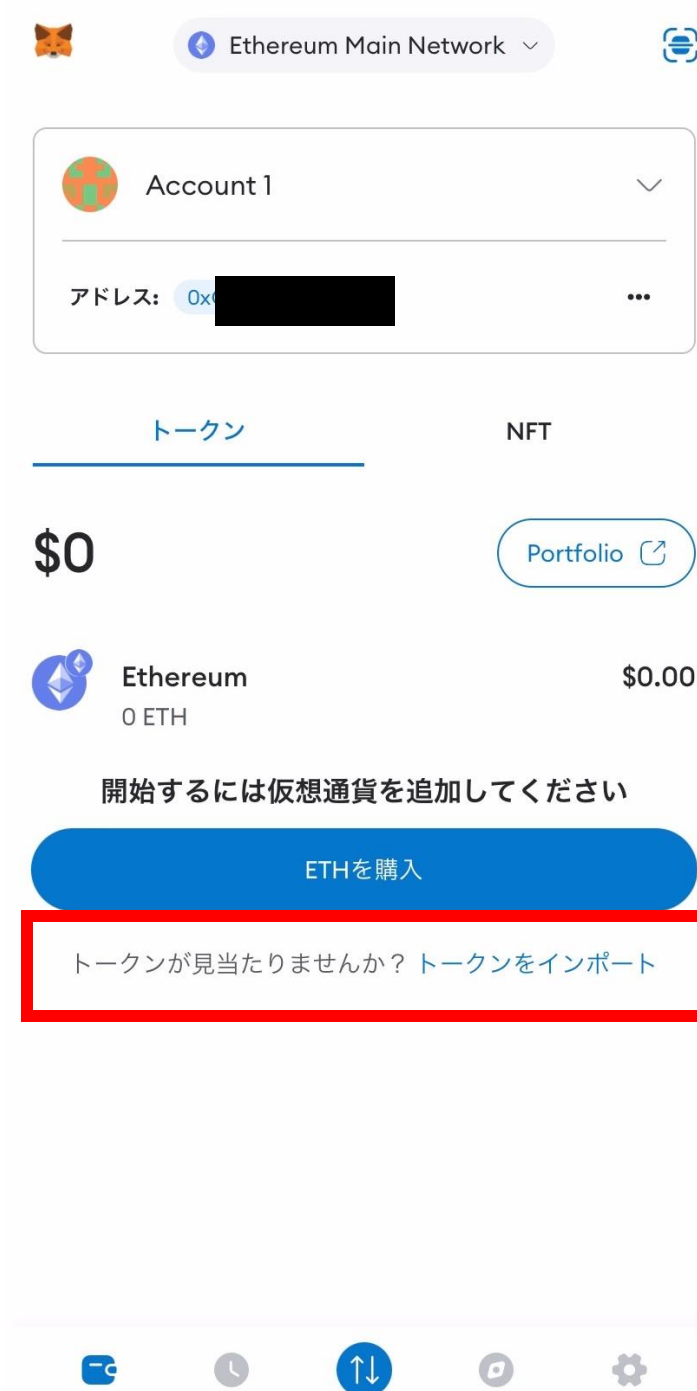 Ethereum Main Network
Account 1
アドレス: 0x
トークン NFT
$0 Portfolio
Ethereum $0.00
0 ETH
開始するには仮想通貨を追加してください
ETHを購入
トークンが見当たりませんか？ トークンをインポート